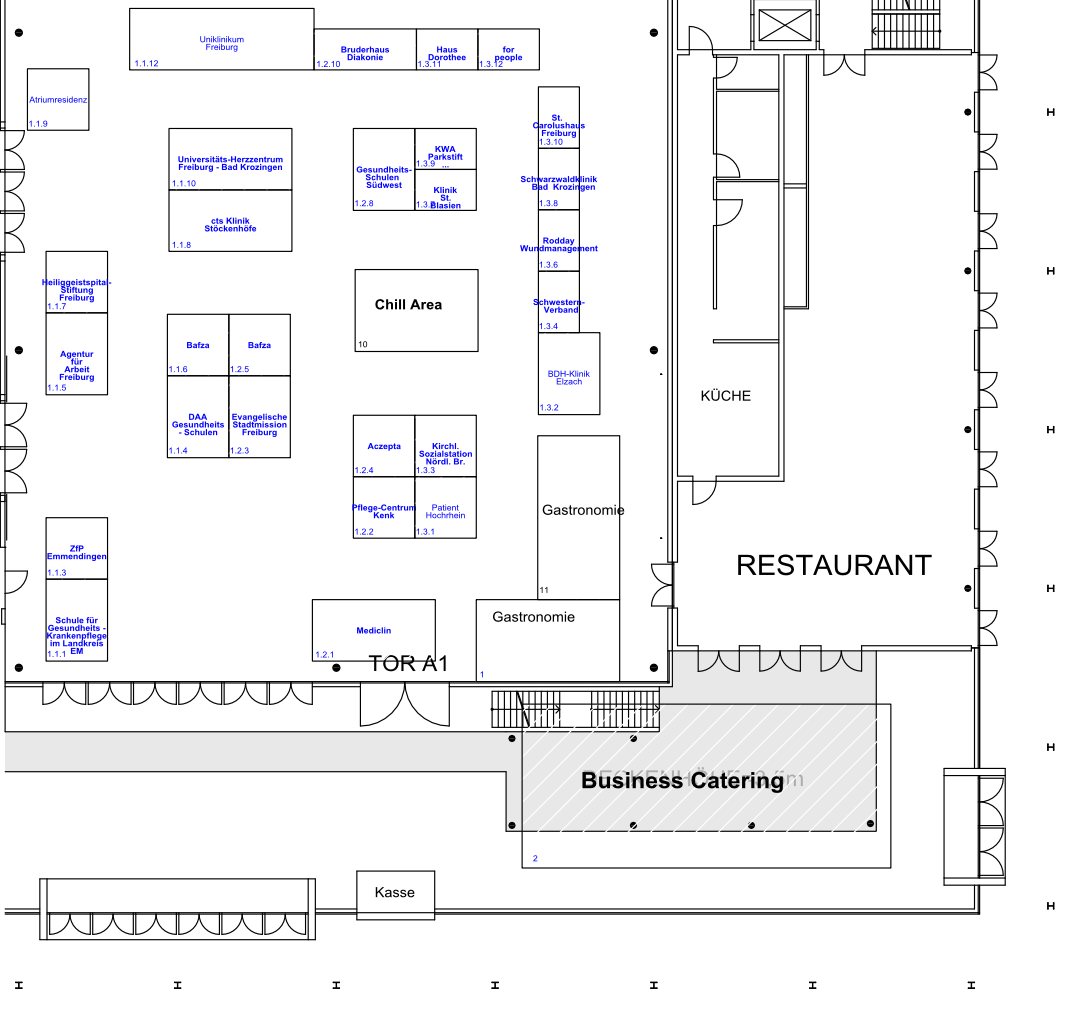 Uniklinikum
Freiburg
1.1.12
Bruderhaus
Diakonie
1.2.10
Haus
Dorothee
1.3.11
for
people
1.3.12
Atriumresidenz
1.1.9
St.
Carolushaus
Freiburg
1.3.10
Universitäts-Herzzentrum
Freiburg - Bad Krozingen
1.1.10
Gesundheits-
Schulen
Südwest
1.2.8
KWA
Parkstift
...
1.3.9
Klinik
St.
Blasien
Schwarzwaldklinik
Bad Krozingen
1.3.8
cts Klinik
Stöckenhöfe
1.1.8
Rodday
Wundmanagement
1.3.6
Heiliggeistspital-
Stiftung
Freiburg
1.1.7
Chill Area
10
Schwestern-
Verband
1.3.4
Agentur
für
Arbeit
Freiburg
1.1.5
Bafza
1.1.6
Bafza
1.2.5
BDH-Klinik
Elzach
1.3.2
KÜCHE
DAA
Gesundheits
- Schulen
1.1.4
Evangelische
Stadtmission
Freiburg
1.2.3
Aczepta
1.2.4
Kirchl.
Sozialstation
Nördl. Br.
1.3.3
Pflege-Centrum
Kenk
1.2.2
Patient
Hochrhein
1.3.1
Gastronomie
11
ZfP
Emmendingen
1.1.3
RESTAURANT
Schule für
Gesundheits -
Krankenpflege
im Landkreis
EM
1.1.1
Mediclin
1.2.1
TOR A1
Gastronomie
1
Business Catering
2
Kasse